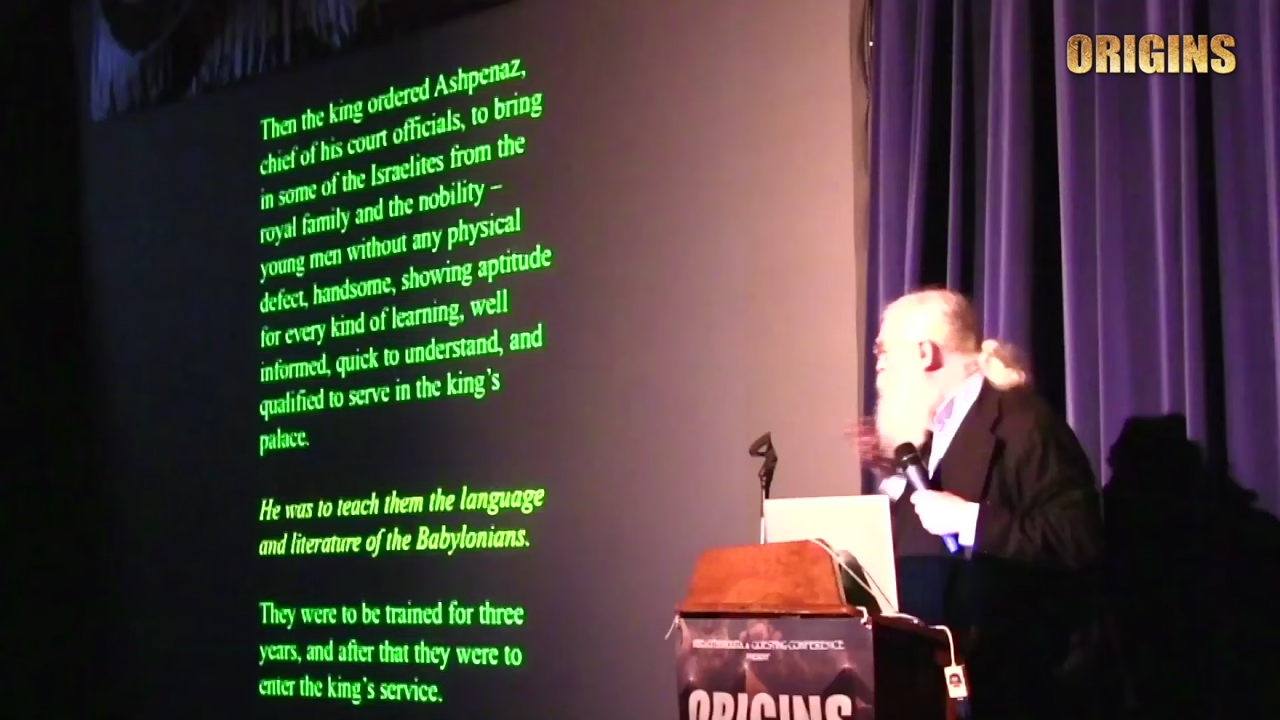 ORIGINS
Then the king ordered Ashpenaz,
chief of his court officials, to bring
in some of the Israelites from the
royal family and the nobility –
young men without any physical
defect, handsome, showing aptitude
for every kind of learning, well
informed, quick to understand, and
qualified to serve in the king's
palace.
He was to teach them the language
and literature of the Babylonians.
They were to be trained for three
years, and after that they were to
enter the king's service.
& QUESTING CONFERENCE
PRESENT
ORIGINS